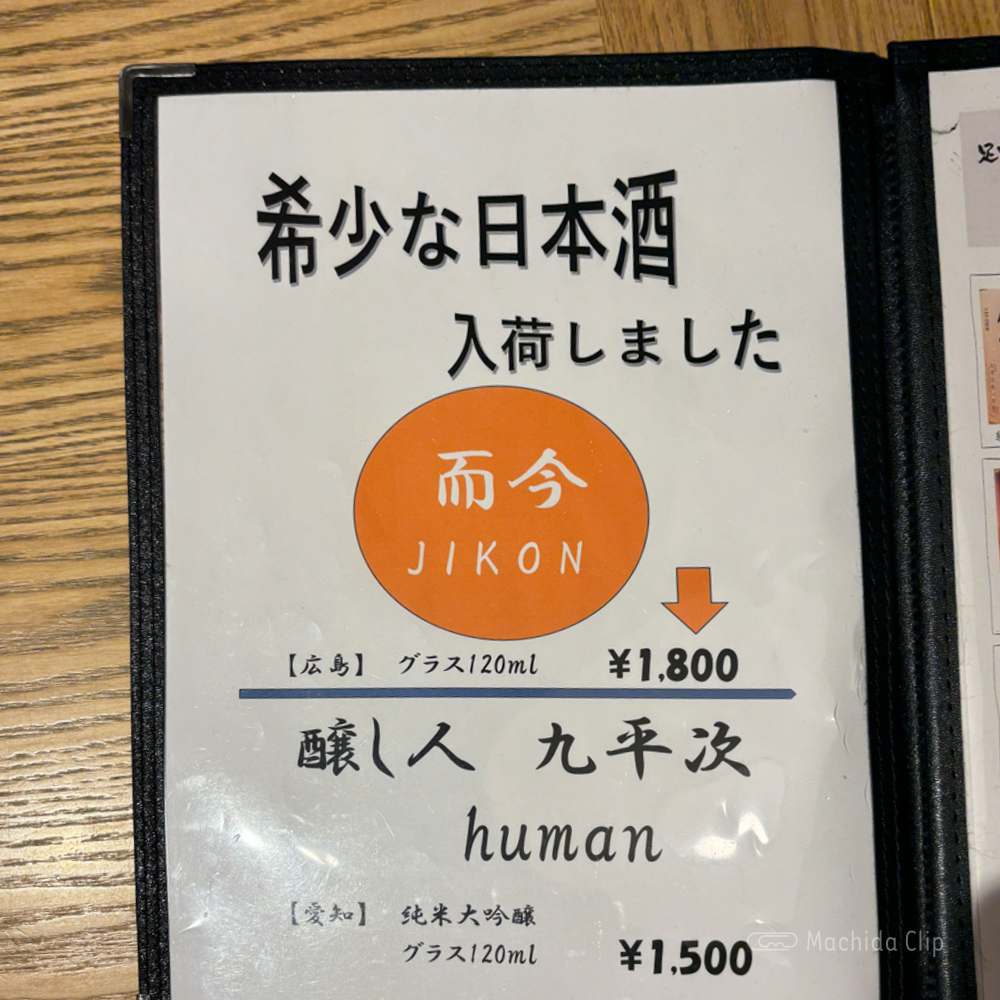 希少な日本酒
入荷しました
而今
JIKON
【広島】 グラス120ml ¥1,800
醸し人 九平次
human
【愛知】 純米大吟醸
グラス120ml ¥1,500
Machida Clip